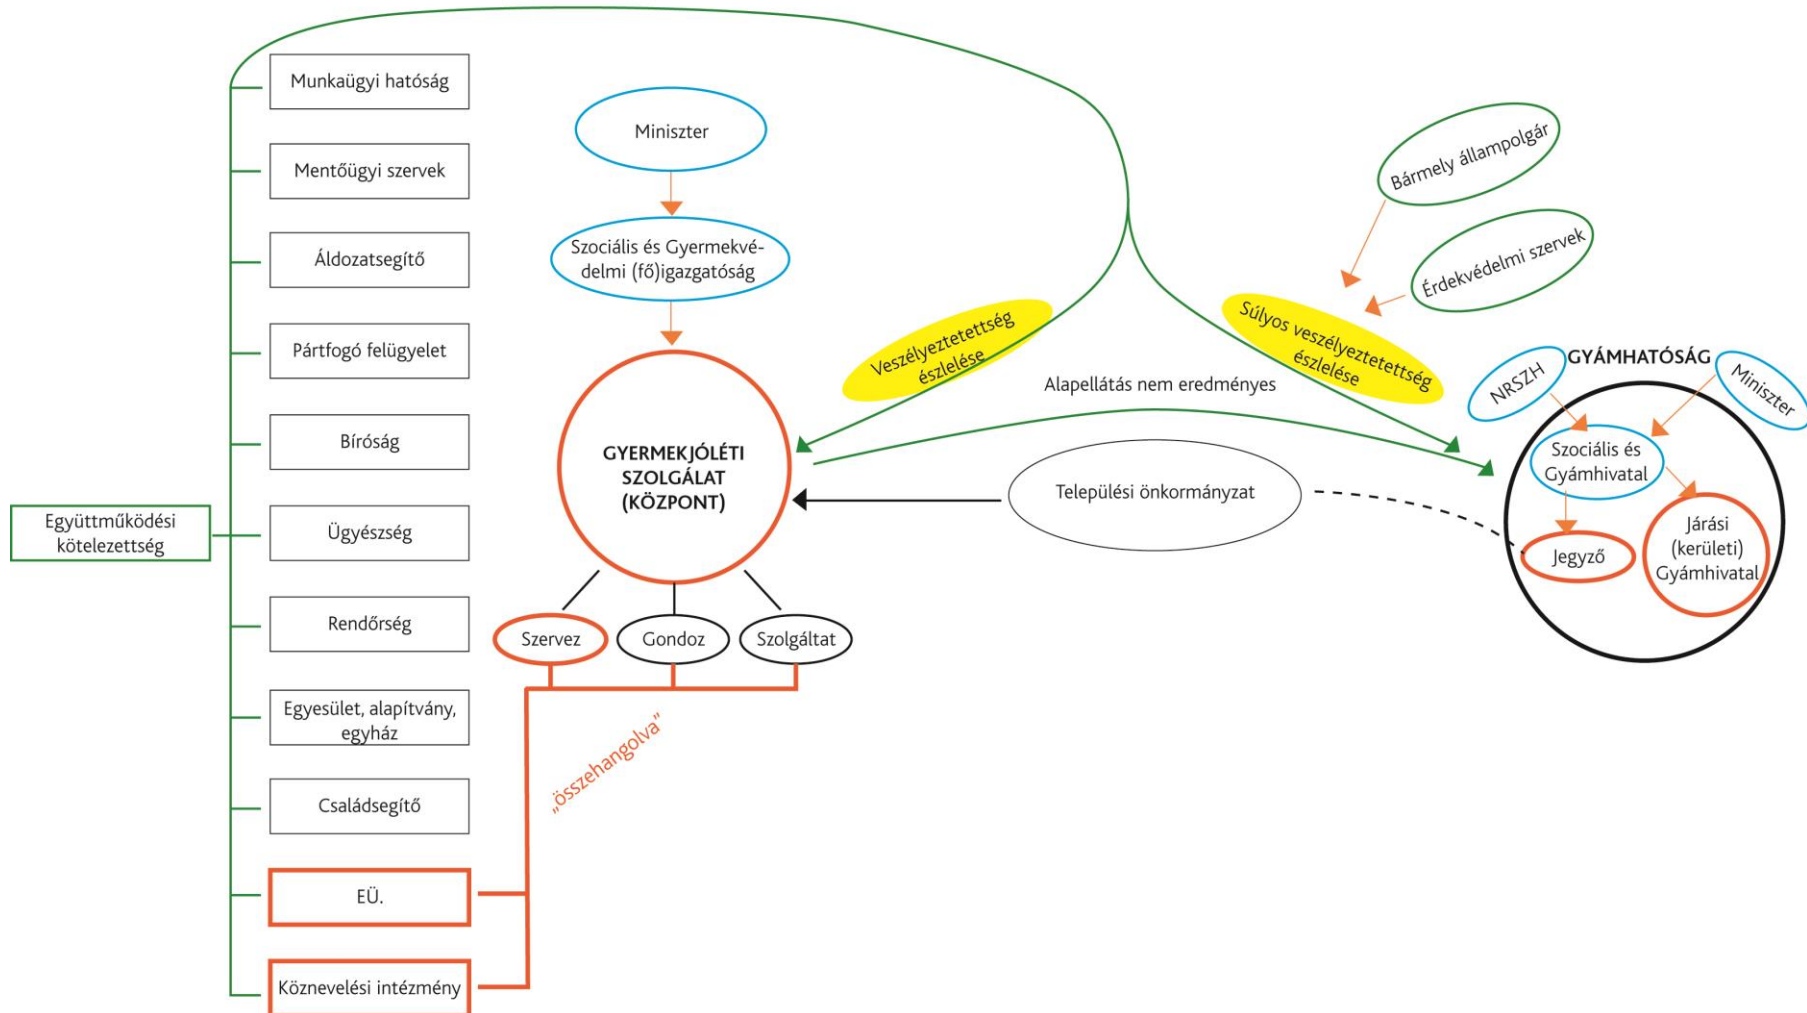 Munkaügyi hatóság
Mentőügyi szervek
Áldozatsegítő
Pártfogó felügyelet
Bíróság
Ügyészség
Rendőrség
Egyesület, alapítvány,
egyház
Családsegítő
EÜ.
Köznevelési intézmény
Együttműködési
kötelezettség
Miniszter
Szociális és Gyermekvé-
delmi (fő)igazgatóság
GYERMEKJÓLÉTI
SZOLGÁLAT
(KÖZPONT)
Szervez
Gondoz
Szolgáltat
„összehangolva”
Veszélyeztetettség
észlelése
Súlyos veszélyeztetettség
észlelése
Alapellátás nem eredményes
Települési önkormányzat
Bármely állampolgár
Érdekvédelmi szervek
GYÁMHATÓSÁG
NRSZH
Miniszter
Szociális és
Gyámhivatal
Jegyző
Járási
(kerületi)
Gyámhivatal